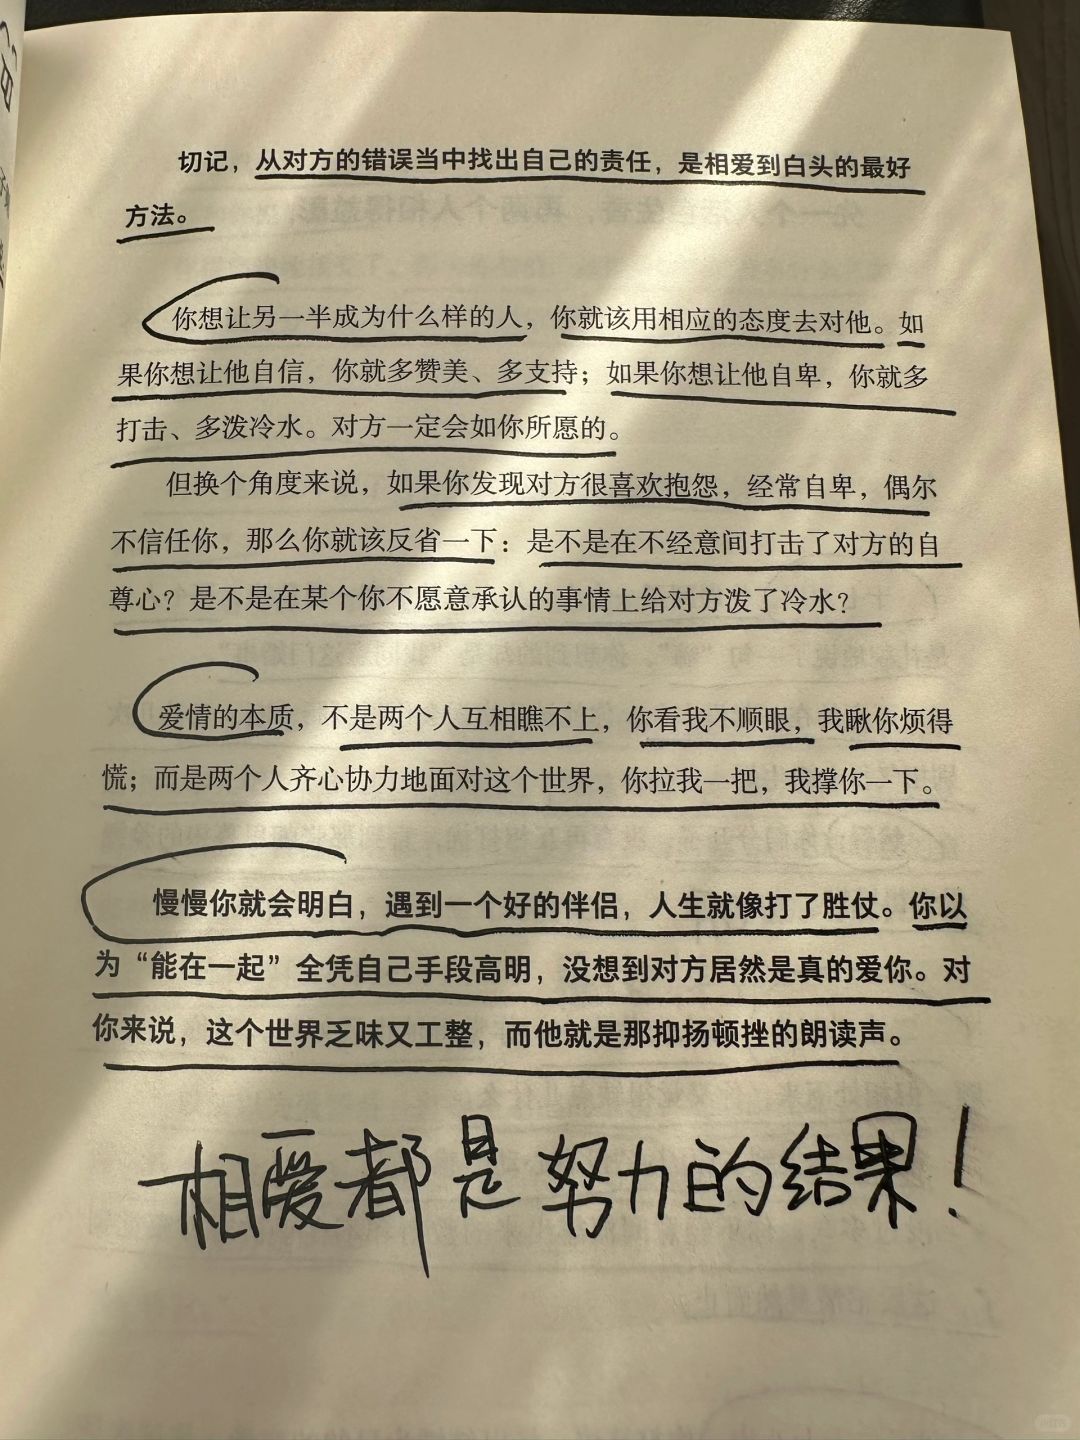 切记，从对方的错误当中找出自己的责任，是相爱到白头的最好
方法。
你想让另一半成为什么样的人，你就该用相应的态度去对他。如
果你想让他自信，你就多赞美、多支持；如果你想让他自卑，你就多
打击、多泼冷水。对方一定会如你所愿的。
但换个角度来说，如果你发现对方很喜欢抱怨，经常自卑，偶尔
不信任你，那么你就该反省一下：是不是在不经意间打击了对方的自
尊心？是不是在某个你不愿意承认的事情上给对方泼了冷水？
爱情的本质，不是两个人互相瞧不上，你看我不顺眼，我瞅你烦得
慌；而是两个人齐心协力地面对这个世界，你拉我一把，我撑你一下。
慢慢你就会明白，遇到一个好的伴侣，人生就像打了胜仗。你以
为“能在一起”全凭自己手段高明，没想到对方居然是真的爱你。对
你来说，这个世界乏味又工整，而他就是那抑扬顿挫的朗读声。
相爱都是努力的结果！